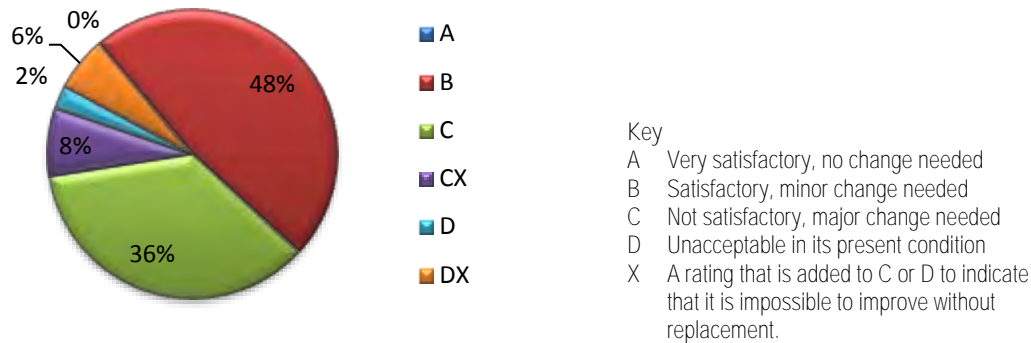 0%
6%
2%
8%
48%
36%
A
B
C
CX
D
DX
Key
A Very satisfactory, no change needed
B Satisfactory, minor change needed
C Not satisfactory, major change needed
D Unacceptable in its present condition
X A rating that is added to C or D to indicate
that it is impossible to improve without
replacement.